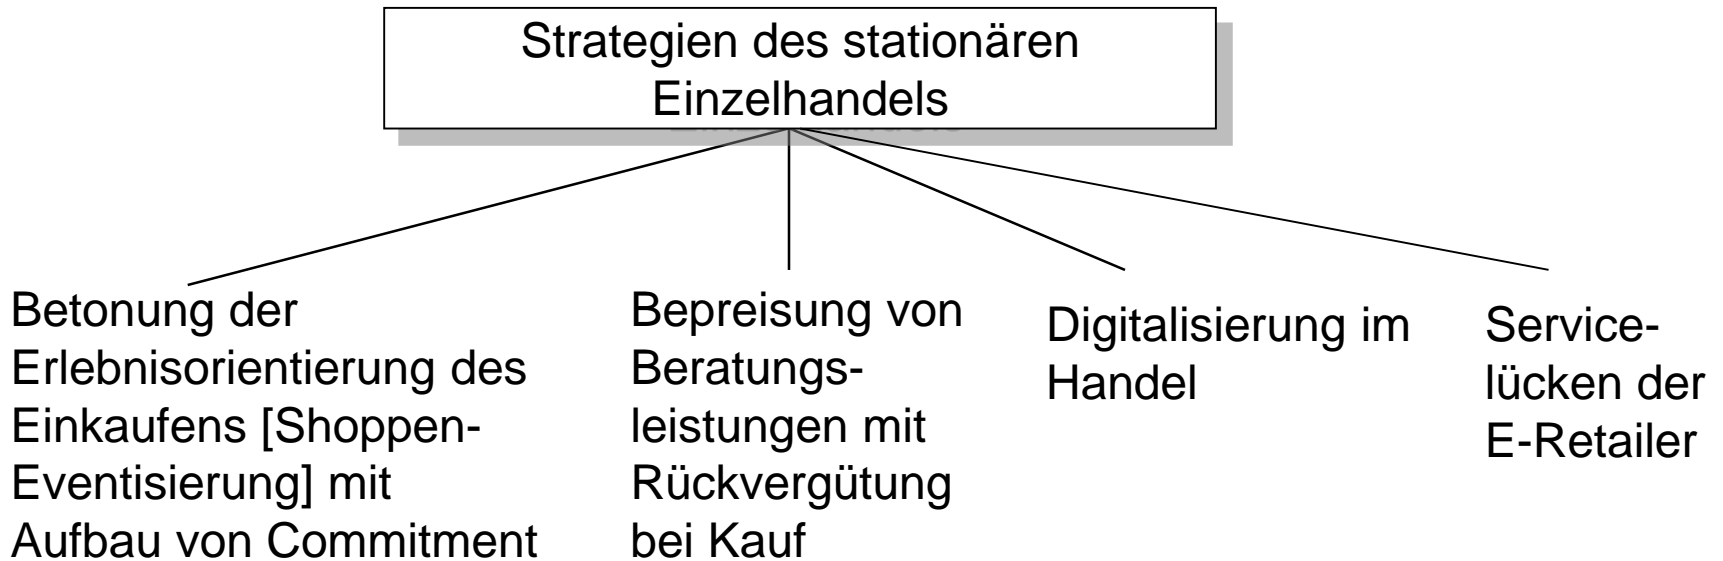 Strategien des stationären
Einzelhandels
Betonung der
Erlebnisorientierung des
Einkaufens [Shoppen-
Eventisierung] mit
Aufbau von Commitment
Bepreisung von
Beratungs-
leistungen mit
Rückvergütung
bei Kauf
Digitalisierung im
Handel
Service-
lücken der
E-Retailer